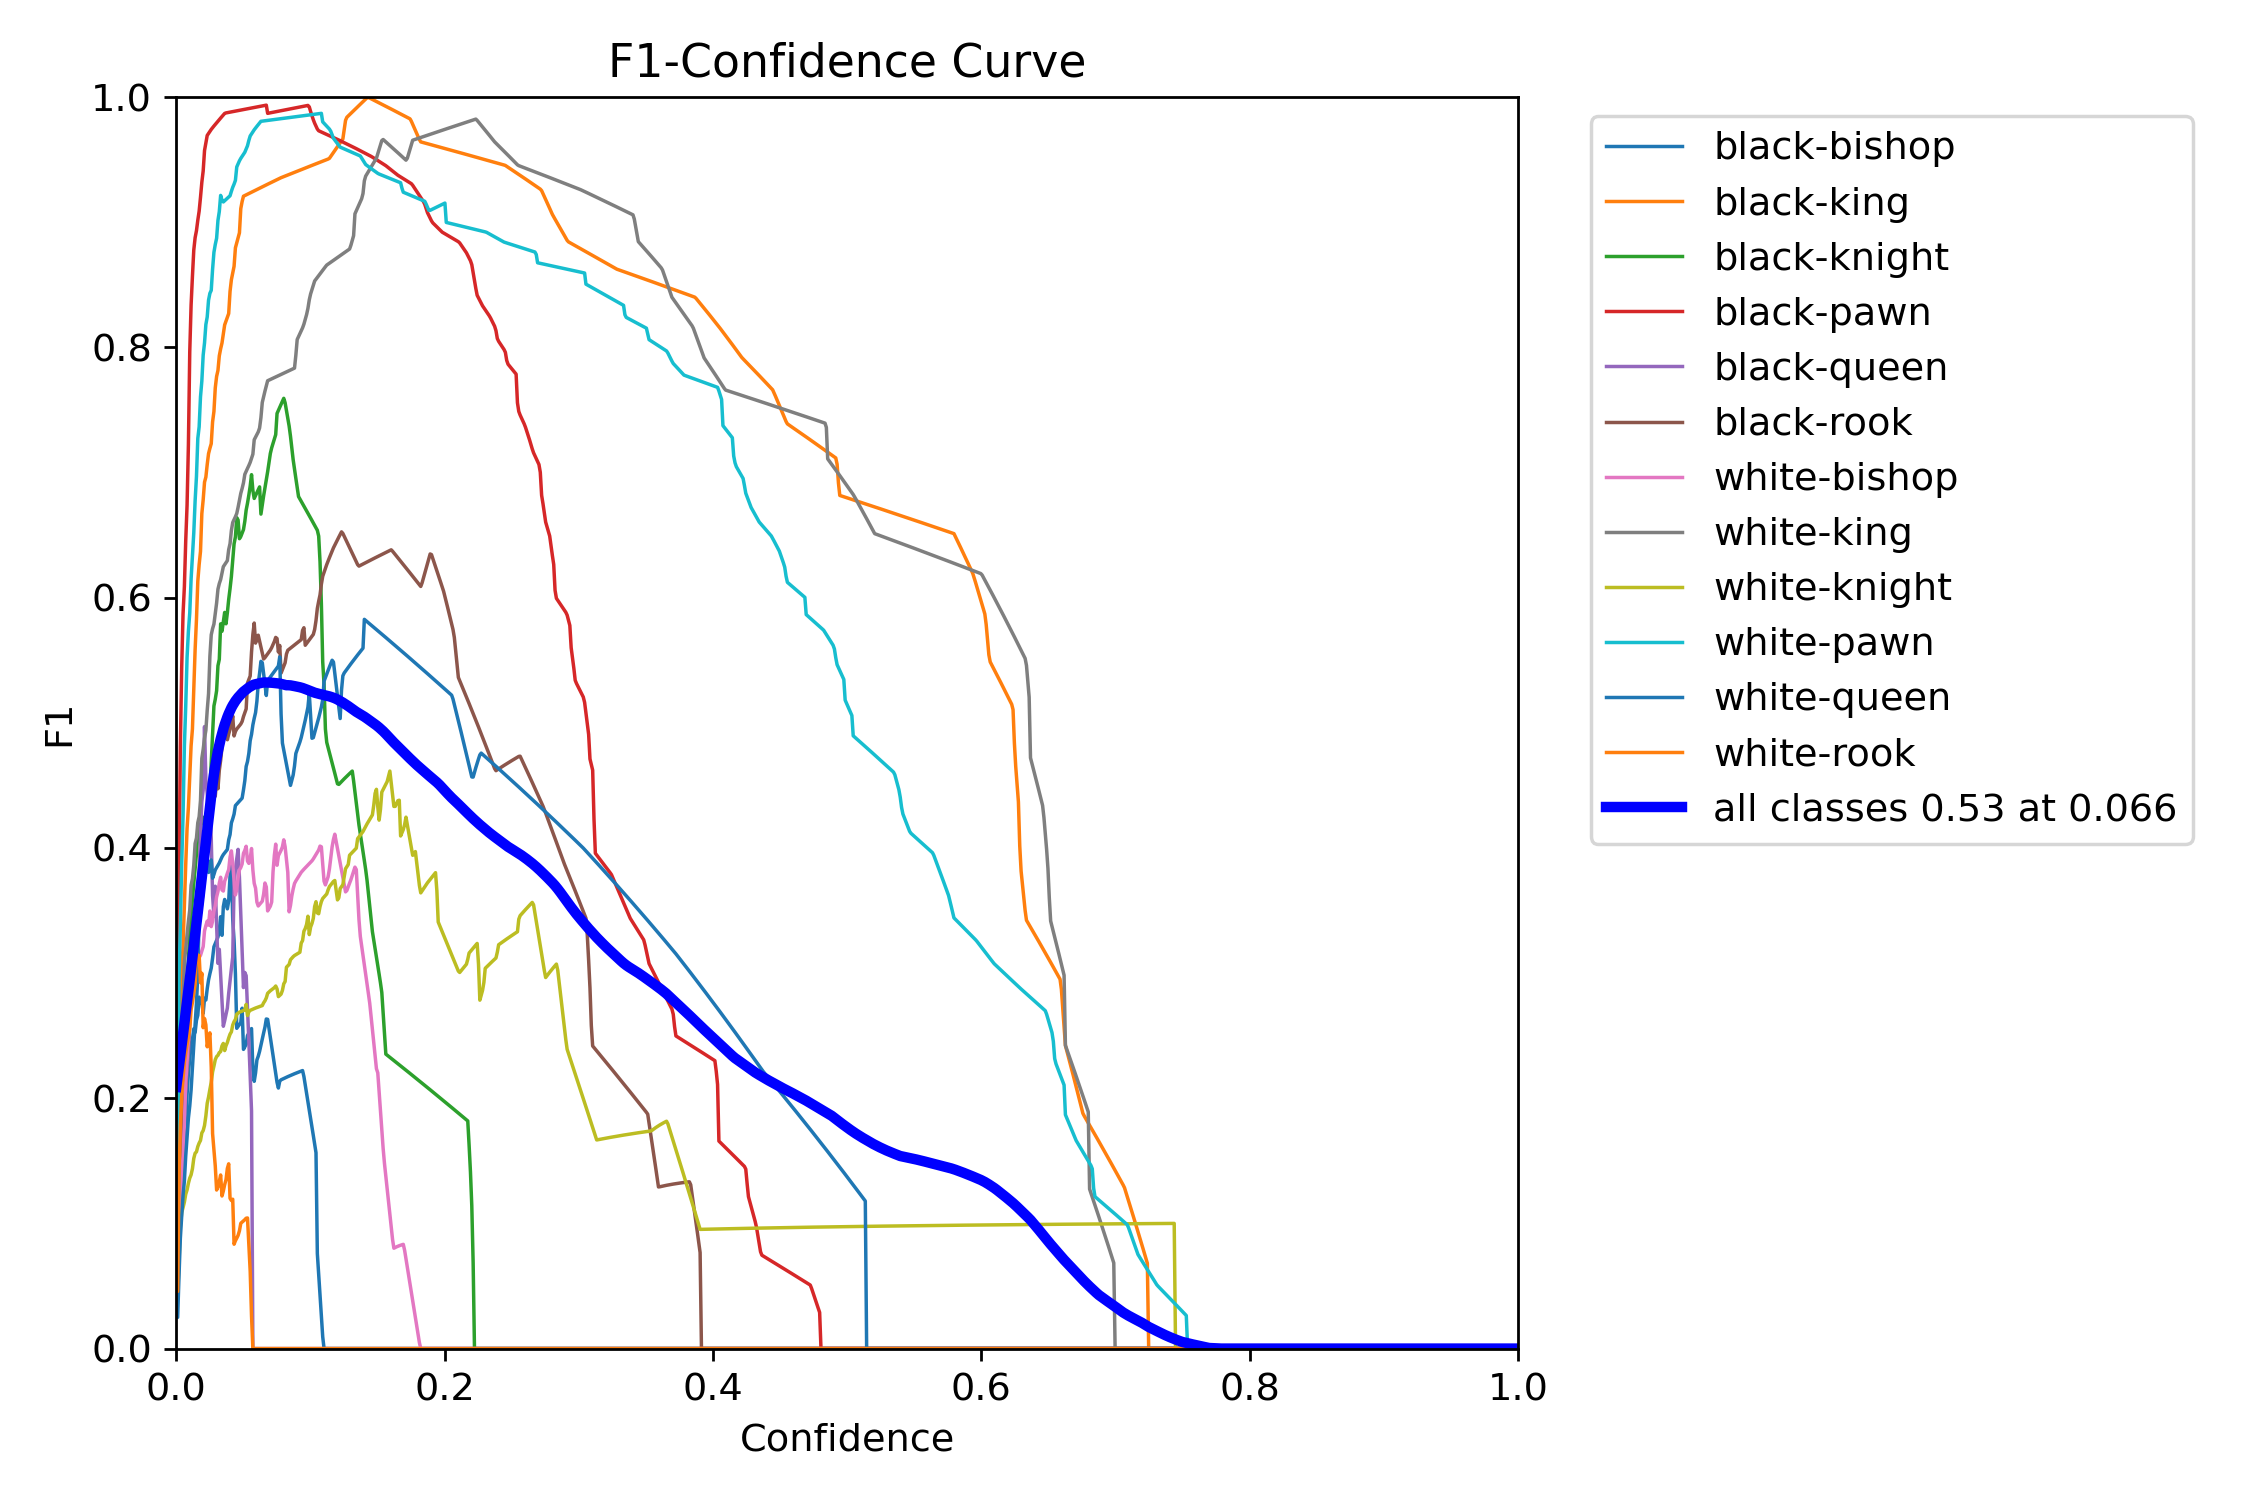 F1-Confidence Curve
1.0
0.8
0.6
0.4
0.2
0.0
F1
0.0 0.2 0.4 0.6 0.8 1.0
Confidence
black-bishop
black-king
black-knight
black-pawn
black-queen
black-rook
white-bishop
white-king
white-knight
white-pawn
white-queen
white-rook
all classes 0.53 at 0.066